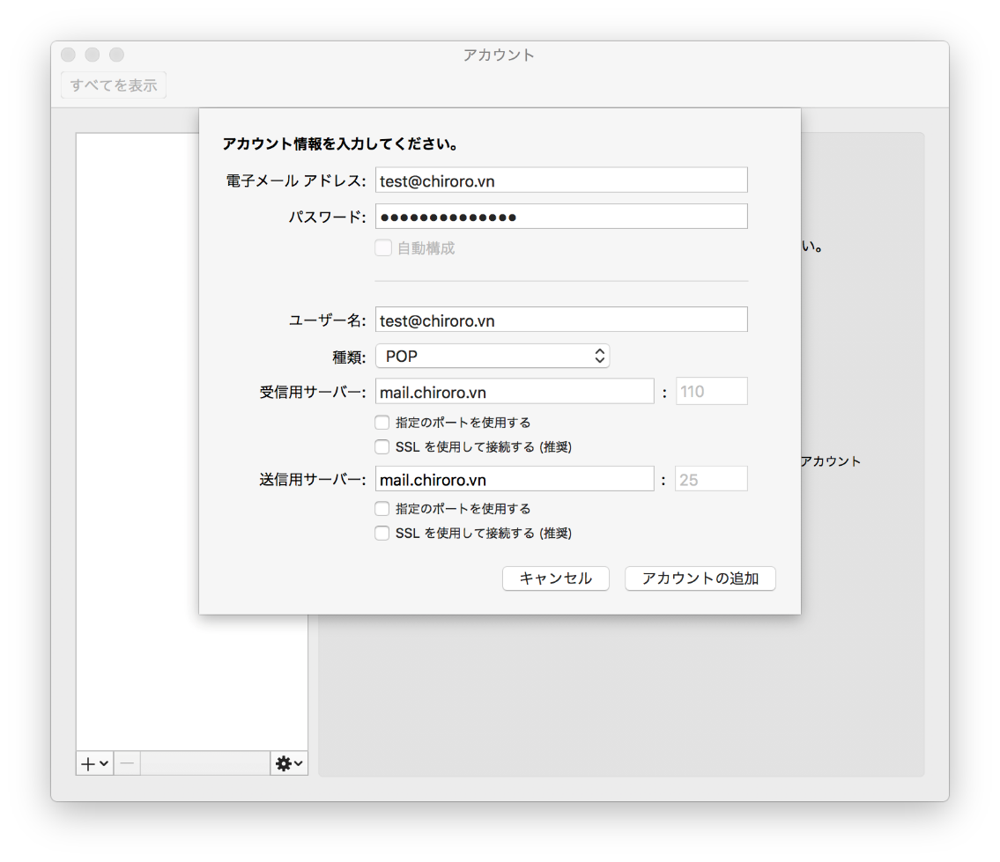 アカウント
すべてを表示
アカウント情報を入力してください。
電子メール アドレス: test@chiroro.vn
パスワード: ●●●●●●●●●●●●●●
自動構成
い。
ユーザー名: test@chiroro.vn
種類: POP
受信用サーバー: mail.chiroro.vn : 110
指定のポートを使用する
SSL を使用して接続する (推奨)
アカウント
送信用サーバー: mail.chiroro.vn : 25
指定のポートを使用する
SSL を使用して接続する (推奨)
キャンセル アカウントの追加